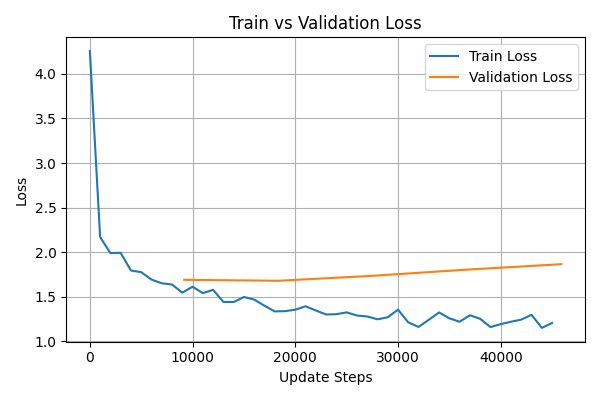 Train vs Validation Loss
Train Loss
Validation Loss
4.0
3.5
3.0
2.5
2.0
1.5
1.0
Loss
0 10000 20000 30000 40000
Update Steps